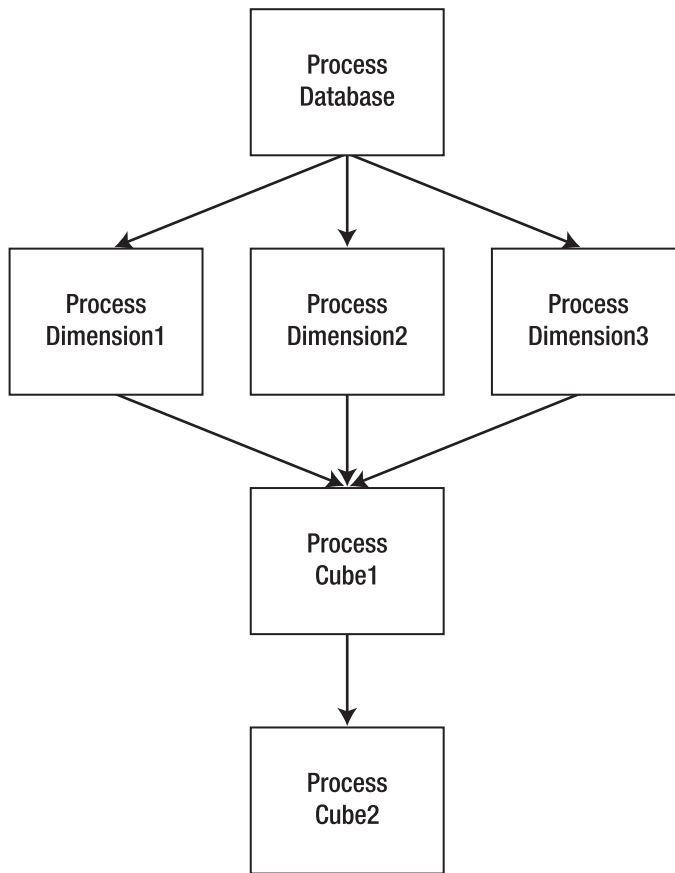 Process
Database
Process
Dimension1
Process
Dimension2
Process
Dimension3
Process
Cube1
Process
Cube2